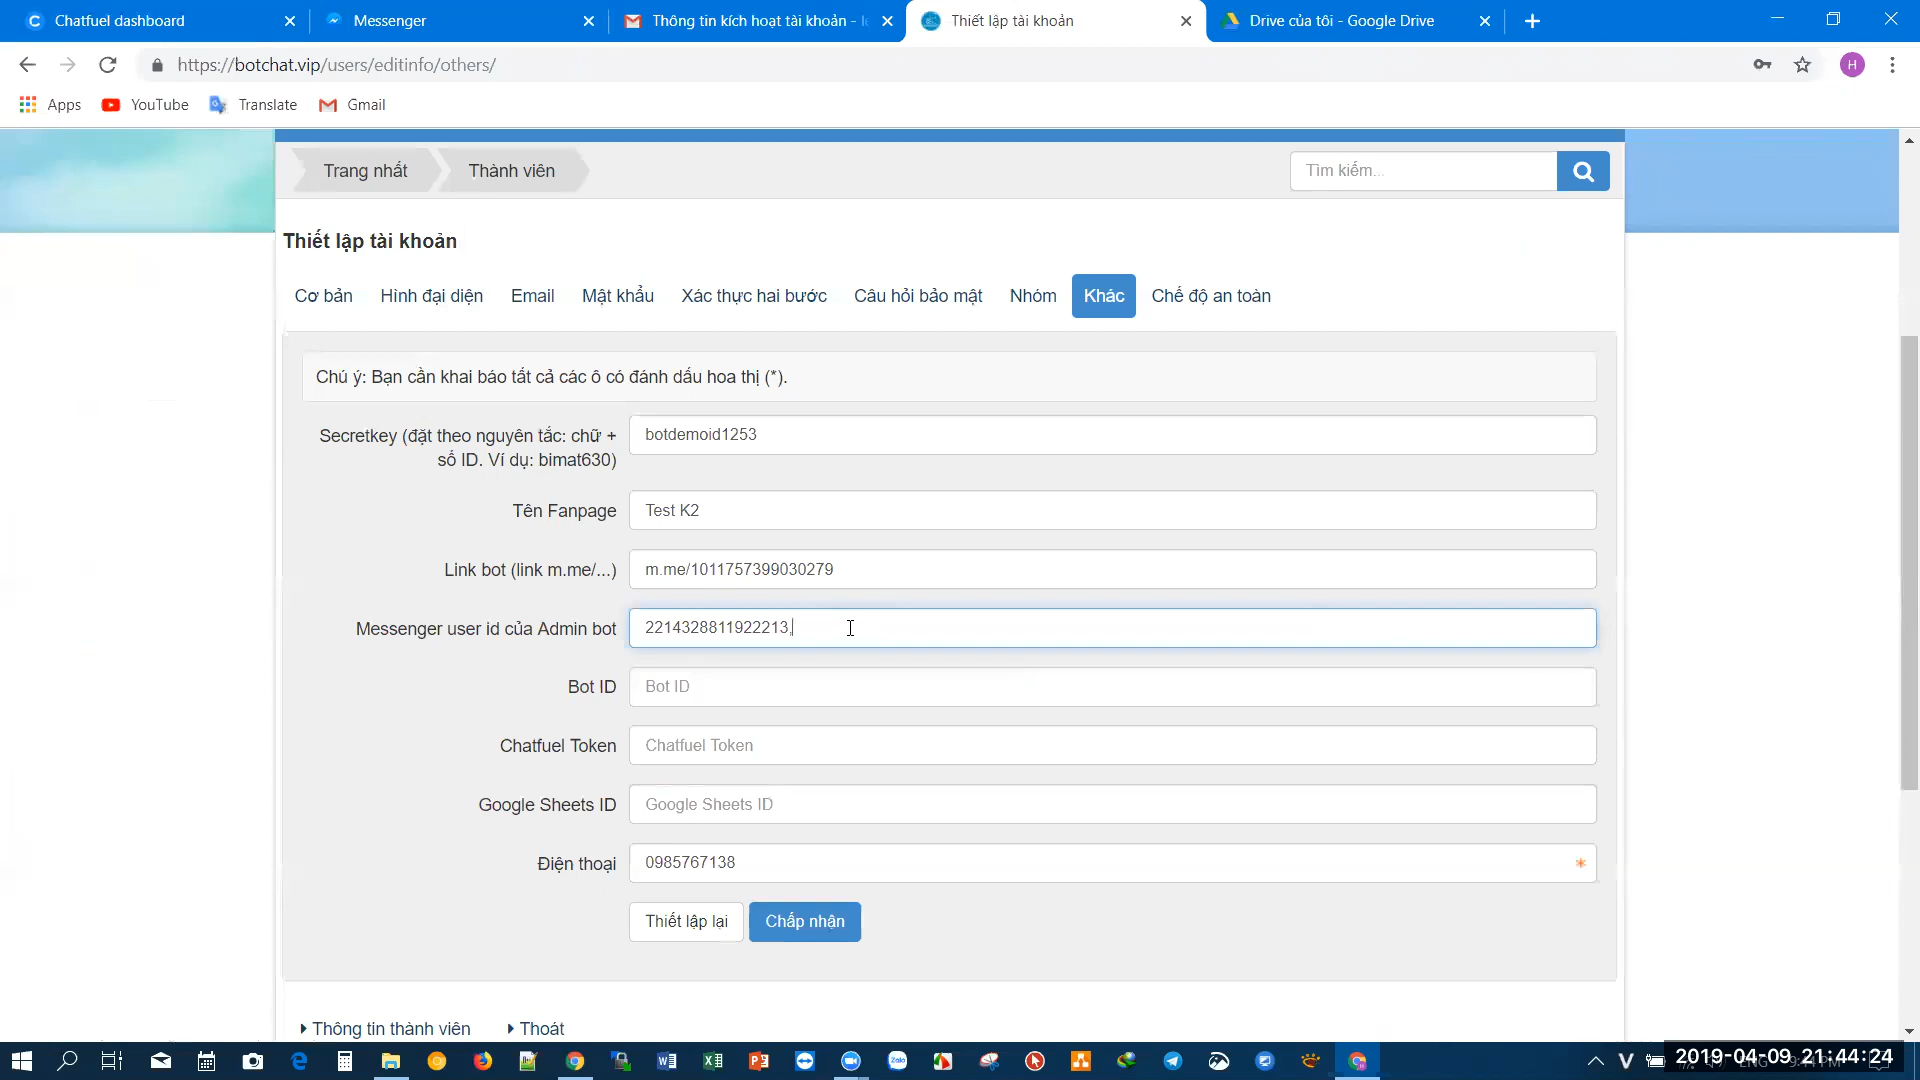 Chatfuel dashboard
Messenger
Thông tin kích hoạt tài khoản -
Thiết lập tài khoản
Drive của tôi - Google Drive
https://botchat.vip/users/editinfo/others/
H
Apps
YouTube
Translate
Gmail
Trang nhất
Thành viên
Tìm kiếm...
Thiết lập tài khoản
Cơ bản
Hình đại diện
Email
Mật khẩu
Xác thực hai bước
Câu hỏi bảo mật
Nhóm
Khác
Chế độ an toàn
Chú ý: Bạn cần khai báo tất cả các ô có đánh dấu hoa thị (*).
Secretkey (đặt theo nguyên tắc: chữ +
số ID. Ví dụ: bimat630)
botdemoid1253
Tên Fanpage
Test K2
Link bot (link m.me/...)
m.me/1011757399030279
Messenger user id của Admin bot
2214328811922213,
Bot ID
Bot ID
Chatfuel Token
Chatfuel Token
Google Sheets ID
Google Sheets ID
Điện thoại
0985767138
*
Thiết lập lại
Chấp nhận
Thông tin thành viên
Thoát
2019-04-09 21:44:24